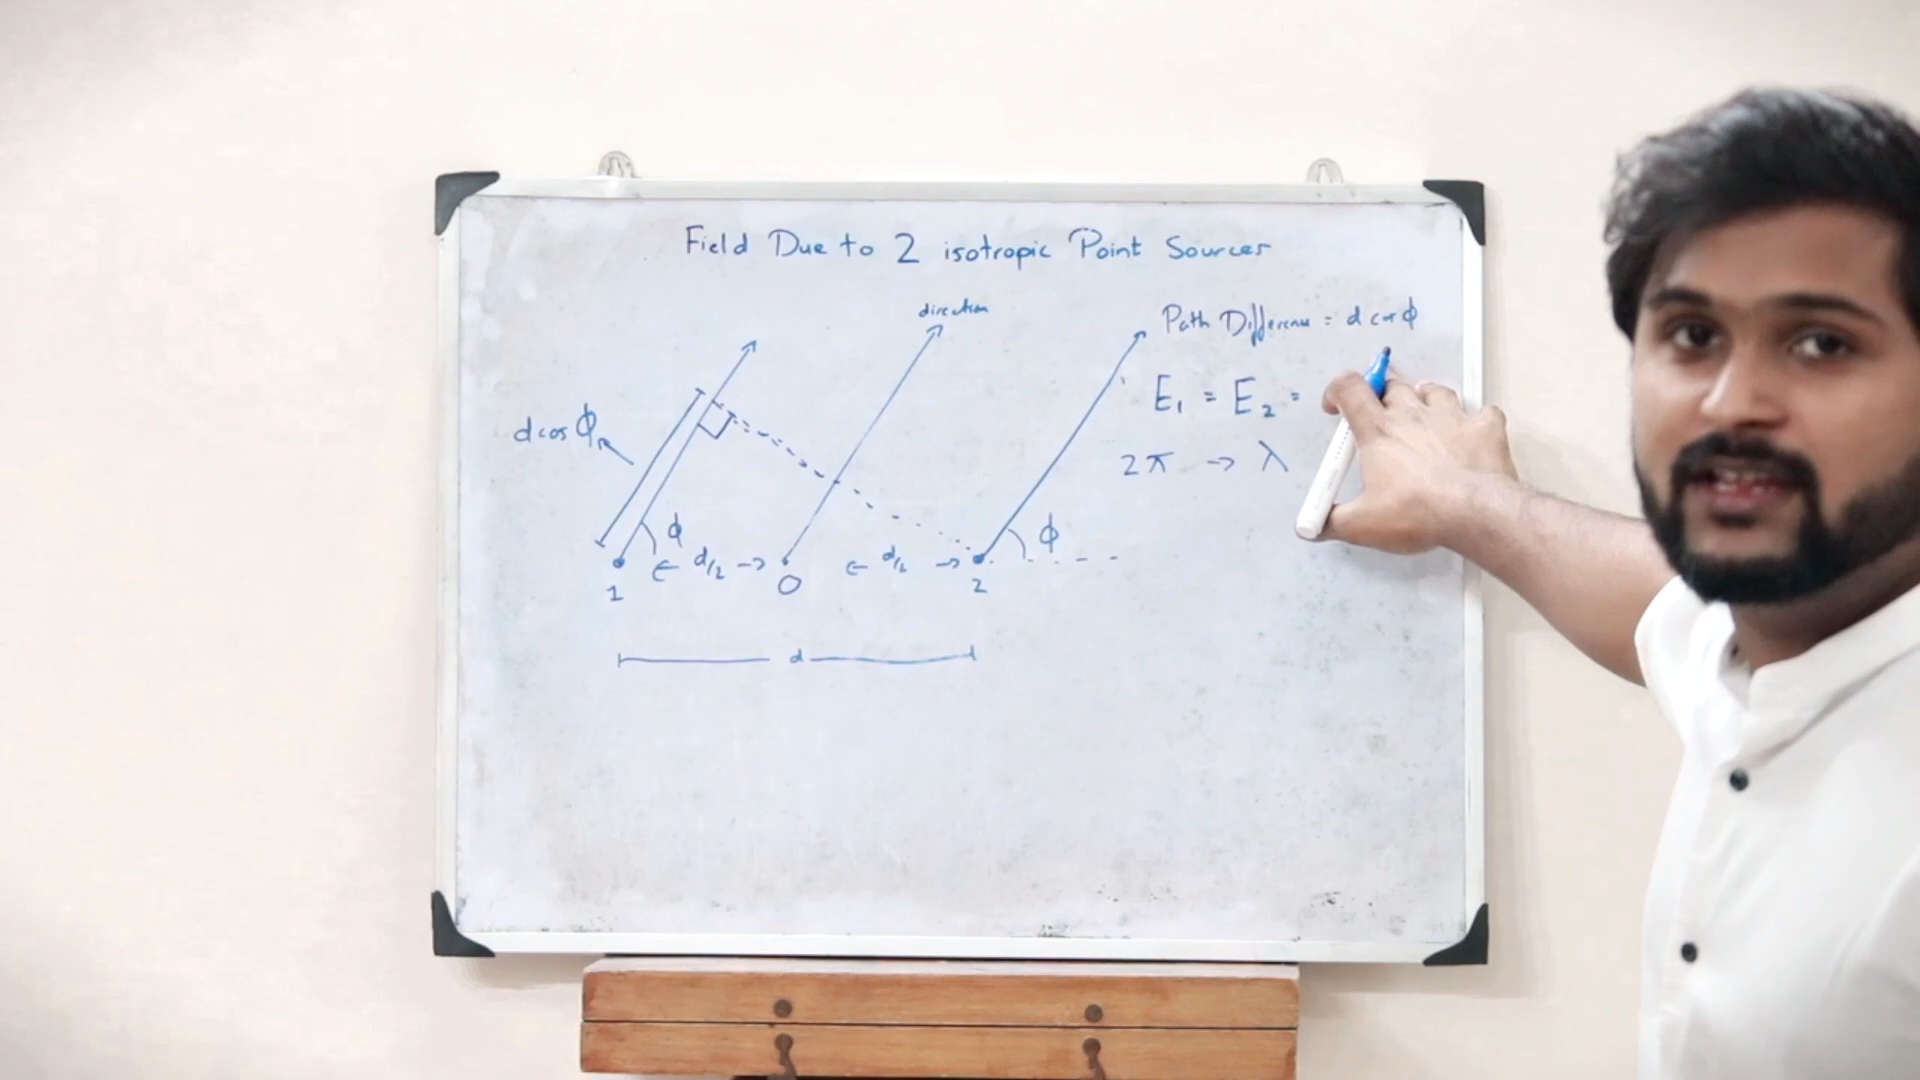 Field Due to 2 isotropic Point Sources
direction
Path Difference = d cos ϕ
E₁ = E₂ =
d cos ϕ
2π → λ
ϕ
ϕ
1
← d/2 →
O
← d/2 →
2
d